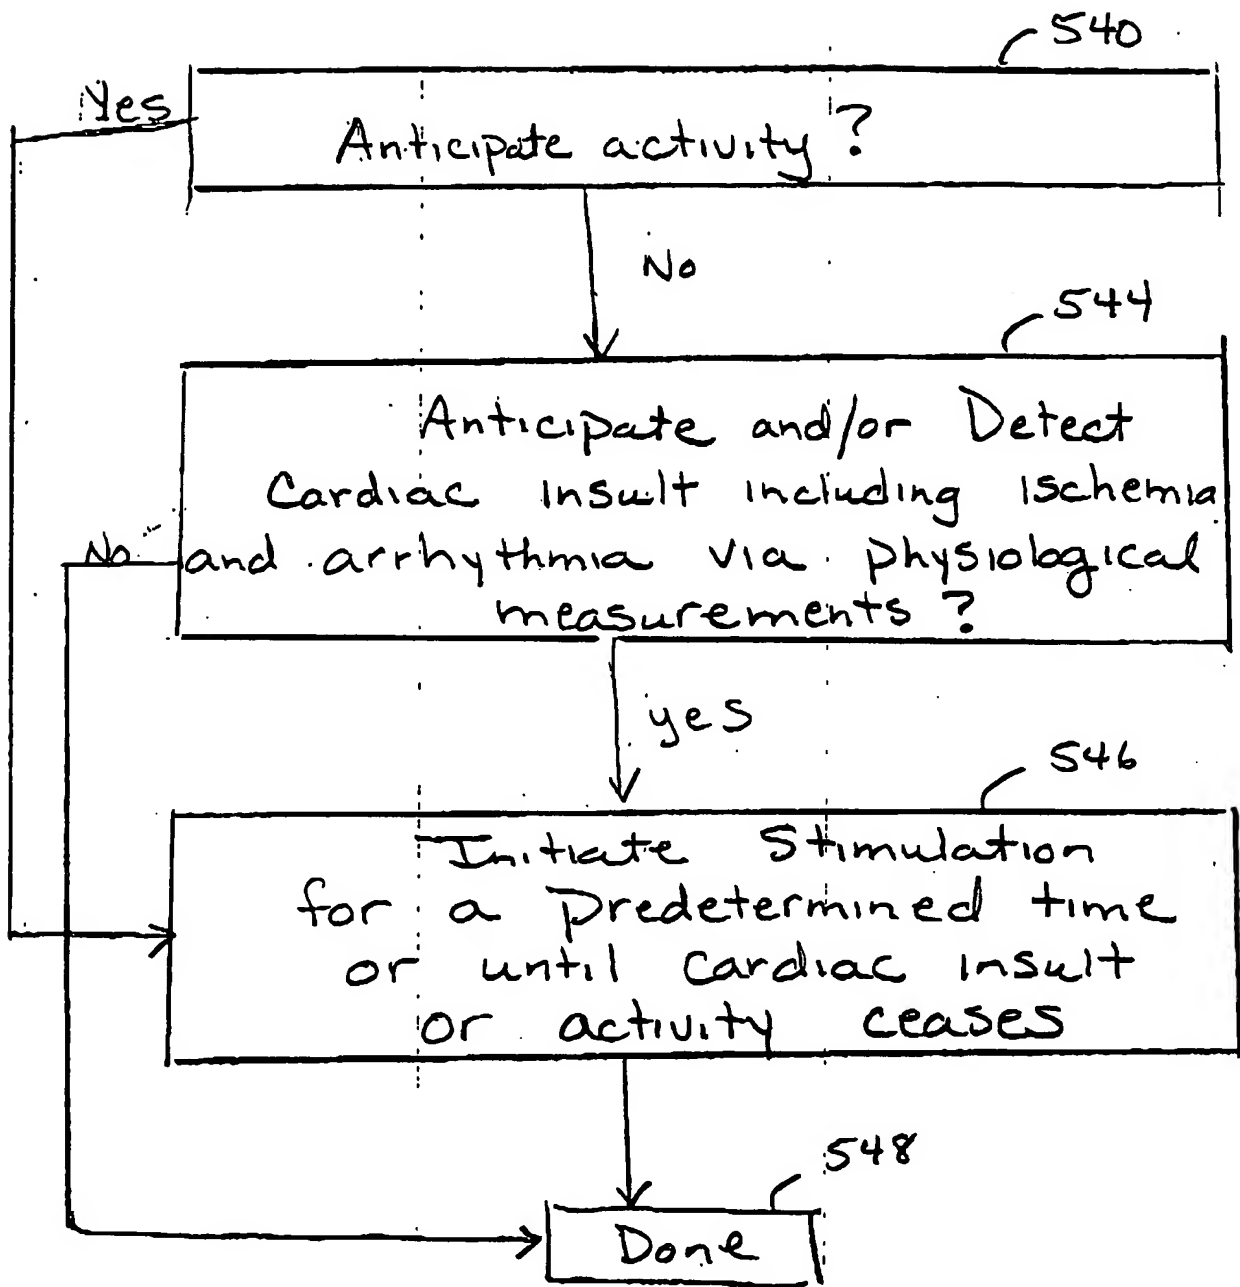 540
Yes
Anticipate activity?
No
544
Anticipate and/or Detect
Cardiac insult including ischemia
No
and arrhythmia via physiological
measurements?
yes
546
Initiate Stimulation
for a predetermined time
or until cardiac insult
or activity ceases
548
Done